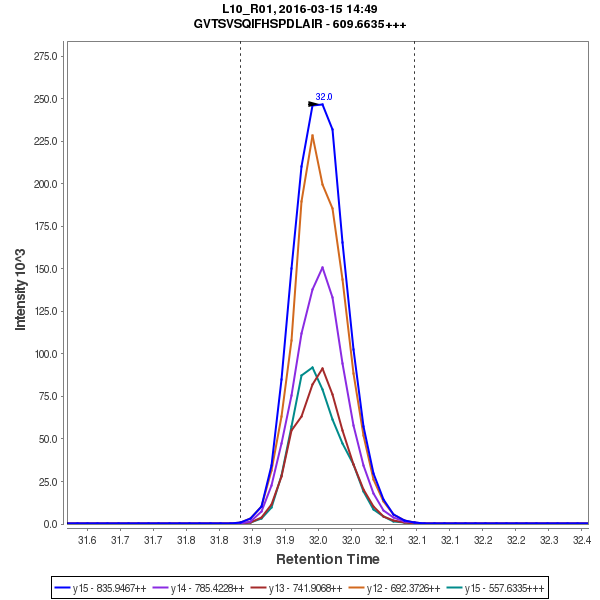 L10_R01, 2016-03-15 14:49
GVTSVSQIFHSPDLAIR - 609.6635+++
275.0
250.0
225.0
200.0
175.0
150.0
125.0
100.0
75.0
50.0
25.0
0.0
Intensity 10^3
32.0
31.6 31.7 31.7 31.8 31.8 31.9 31.9 32.0 32.0 32.1 32.1 32.2 32.2 32.3 32.3 32.4
Retention Time
y15 - 835.9467++ y14 - 785.4228++ y13 - 741.9068++ y12 - 692.3726++ y15 - 557.6335+++